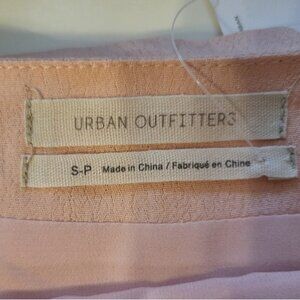 URBAN OUTFITTERS
S-P Made in China / Fabriqué en Chine